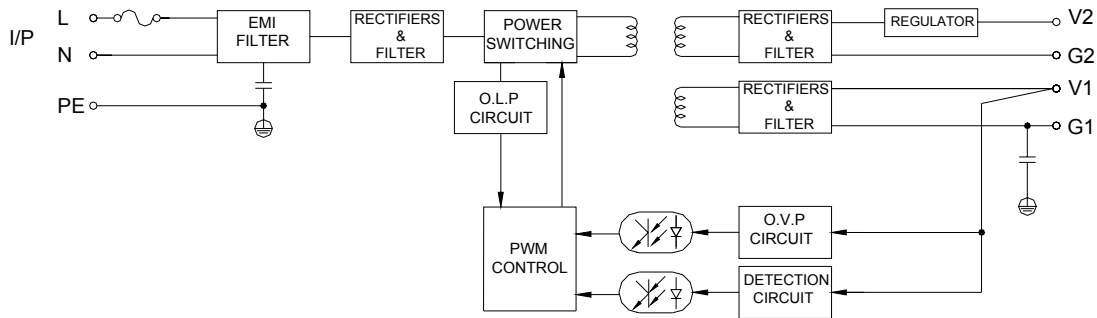 I/P
L
N
PE
EMI
FILTER
RECTIFIERS
&
FILTER
POWER
SWITCHING
O.L.P
CIRCUIT
PWM
CONTROL
RECTIFIERS
&
FILTER
REGULATOR
V2
G2
RECTIFIERS
&
FILTER
V1
G1
O.V.P
CIRCUIT
DETECTION
CIRCUIT